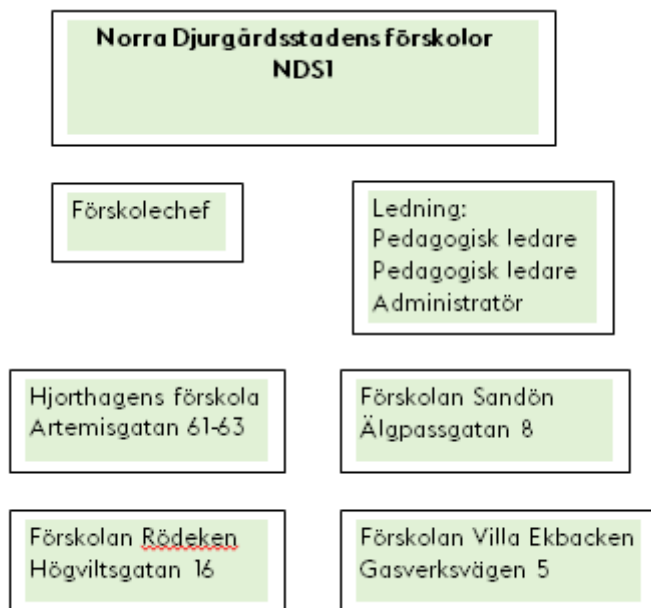 Norra Djurgårdsstadens förskolor
NDS1
Förskolechef
Ledning:
Pedagogisk ledare
Pedagogisk ledare
Administratör
Hjorthagens förskola
Artemisgatan 61-63
Förskolan Sandön
Älgpassgatan 8
Förskolan Rödeken
Högviltsgatan 16
Förskolan Villa Ekbacken
Gasverksvägen 5